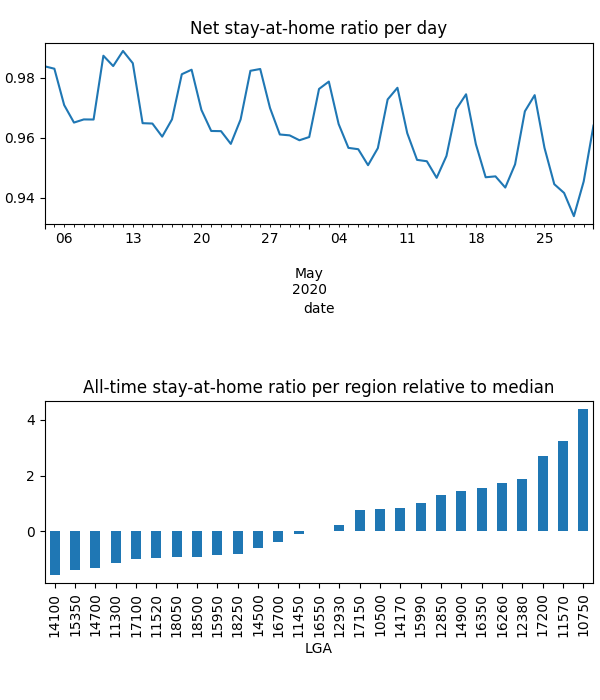 Net stay-at-home ratio per day
0.98
0.96
0.94
06 13 20 27 04 11 18 25
May
2020
date
All-time stay-at-home ratio per region relative to median
4
2
0
14100 15350 14700 11300 17100 11520 18050 18500 15950 18250 14500 16700 11450 16550 12930 17150 10500 14170 15990 12850 14900 16350 16260 12380 17200 11570 10750
LGA